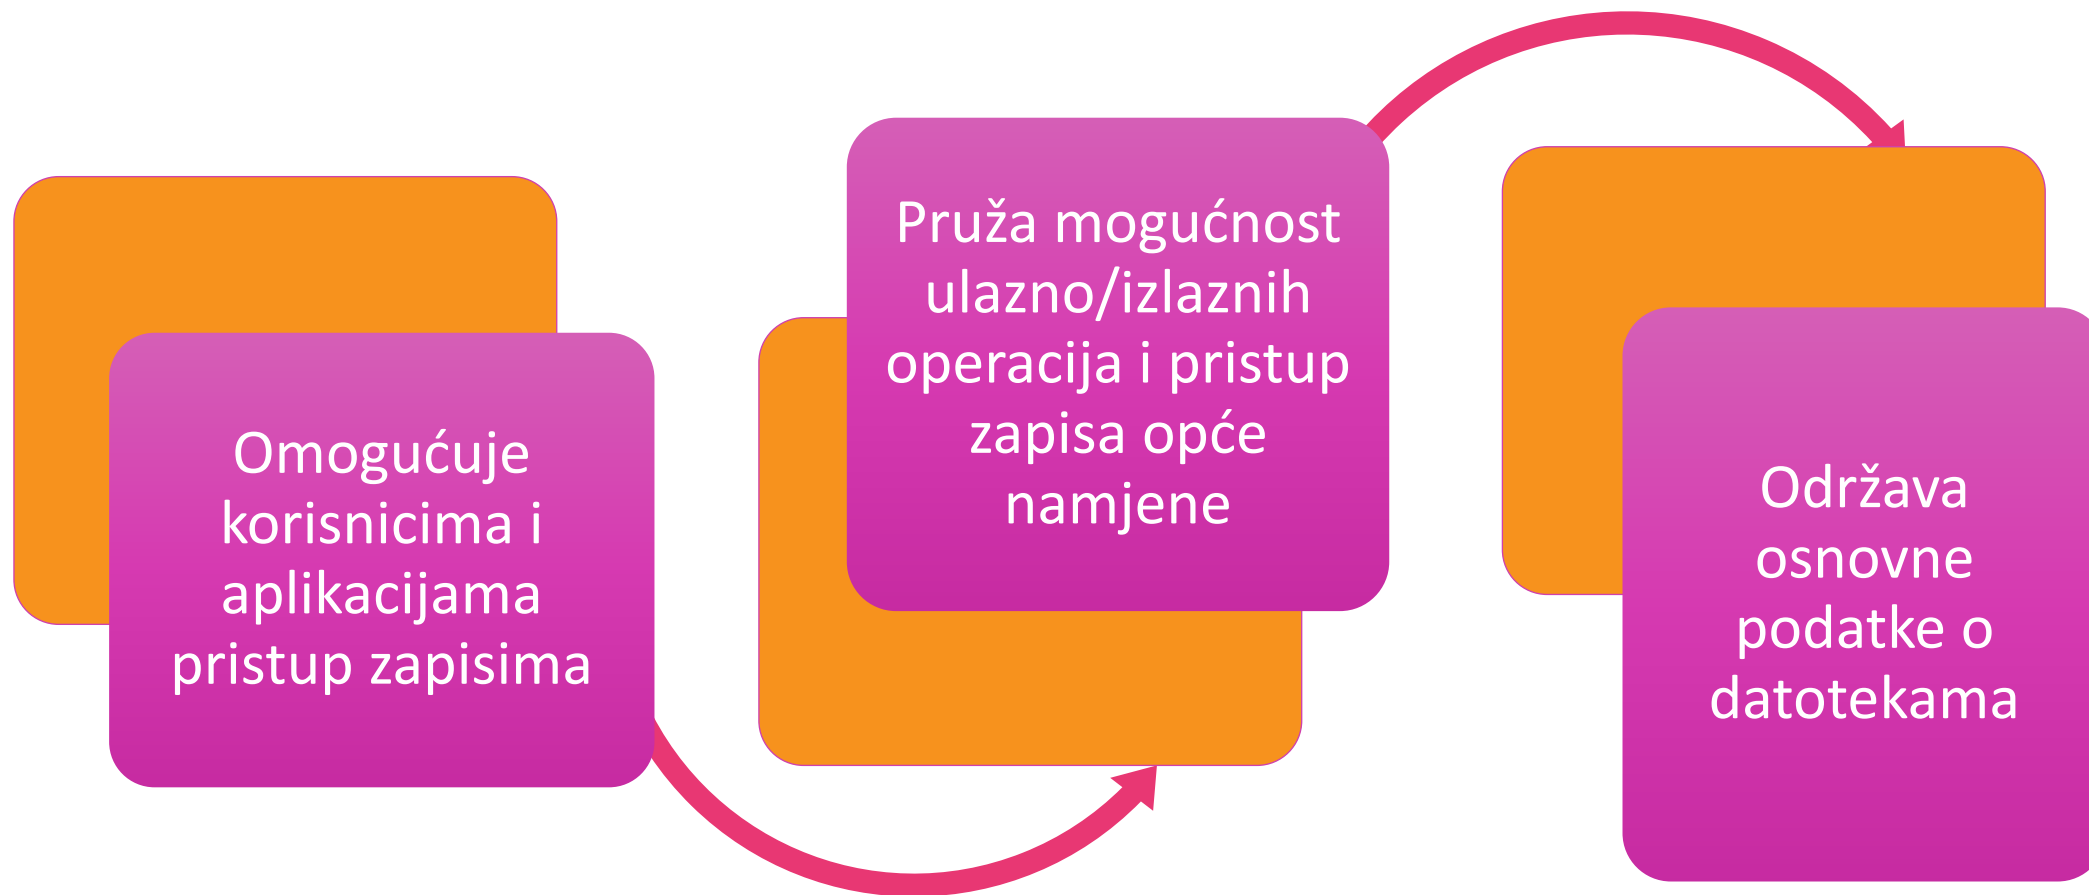 Omogućuje
korisnicima i
aplikacijama
pristup zapisima
Pruža mogućnost
ulazno/izlaznih
operacija i pristup
zapisa opće
namjene
Održava
osnovne
podatke o
datotekama